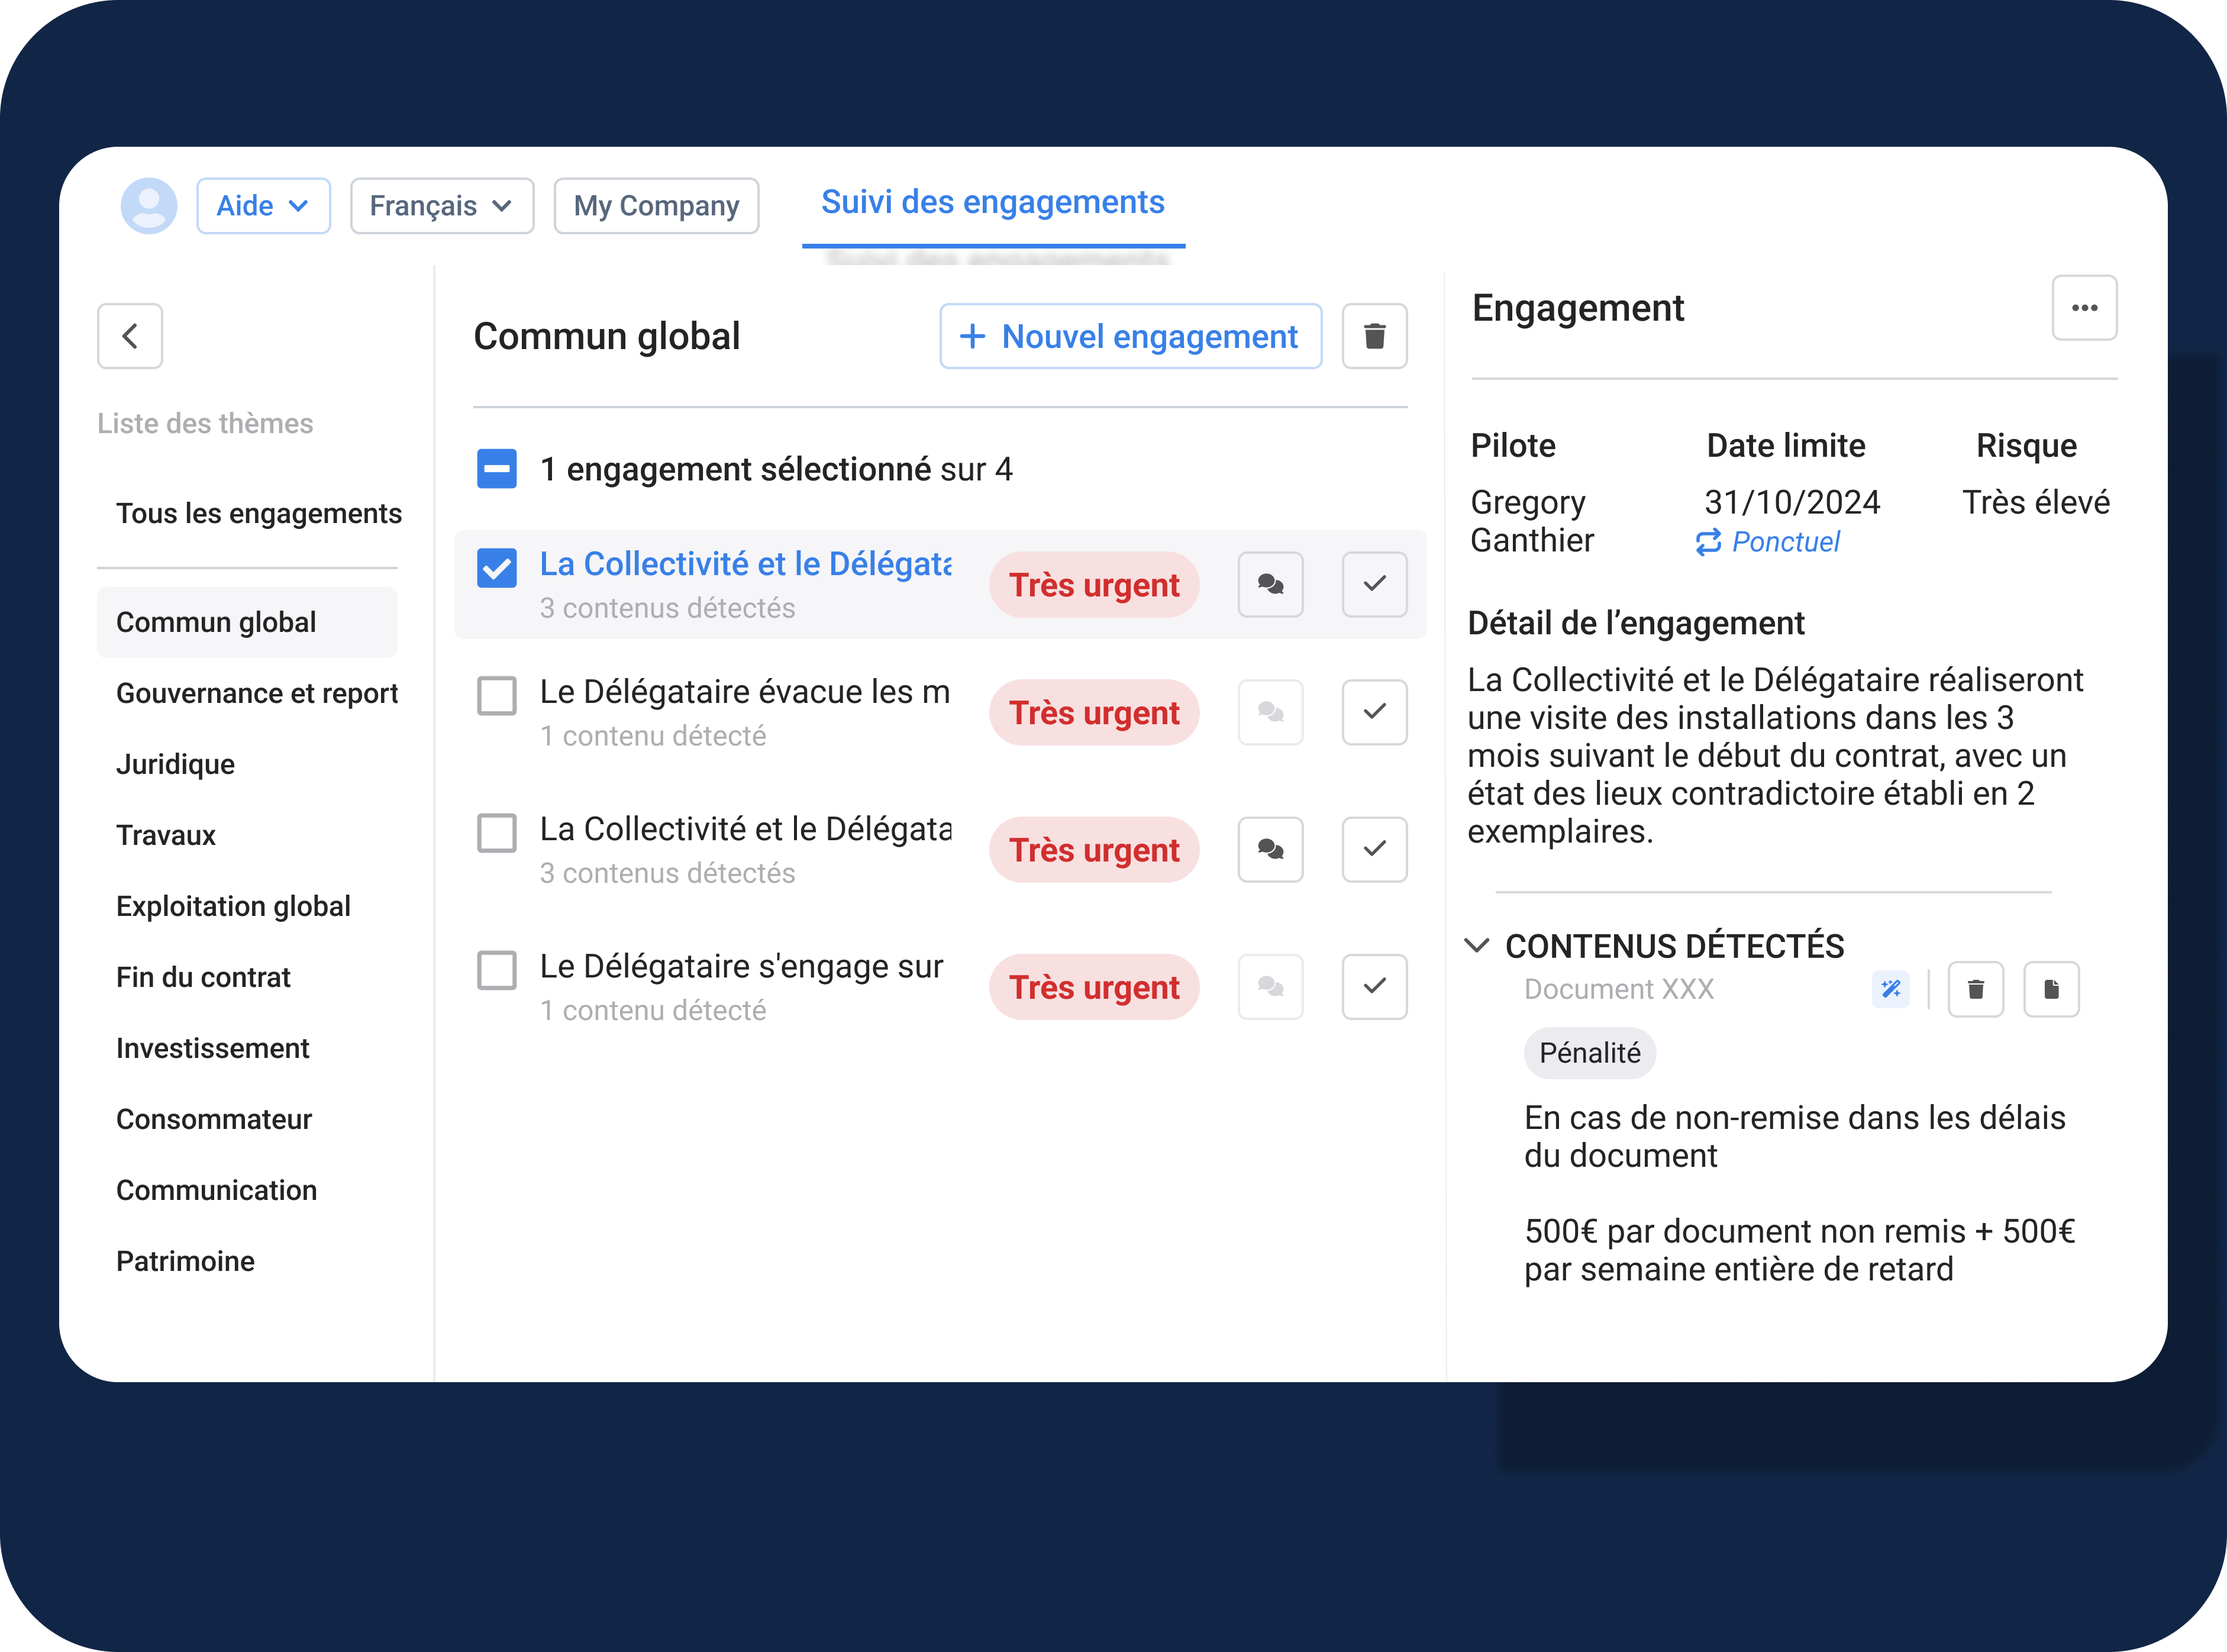 Aide
Français
My Company
Suivi des engagements
Liste des thèmes
Tous les engagements
Commun global
Gouvernance et report
Juridique
Travaux
Exploitation global
Fin du contrat
Investissement
Consommateur
Communication
Patrimoine
Commun global
+ Nouvel engagement
1 engagement sélectionné sur 4
La Collectivité et le Délégata
Très urgent
3 contenus détectés
Le Délégataire évacue les m
Très urgent
1 contenu détecté
La Collectivité et le Délégata
Très urgent
3 contenus détectés
Le Délégataire s'engage sur
Très urgent
1 contenu détecté
Engagement
Pilote
Date limite
Risque
Gregory
Ganthier
31/10/2024
Ponctuel
Très élevé
Détail de l’engagement
La Collectivité et le Délégataire réaliseront
une visite des installations dans les 3
mois suivant le début du contrat, avec un
état des lieux contradictoire établi en 2
exemplaires.
CONTENUS DÉTECTÉS
Document XXX
Pénalité
En cas de non-remise dans les délais
du document
500€ par document non remis + 500€
par semaine entière de retard